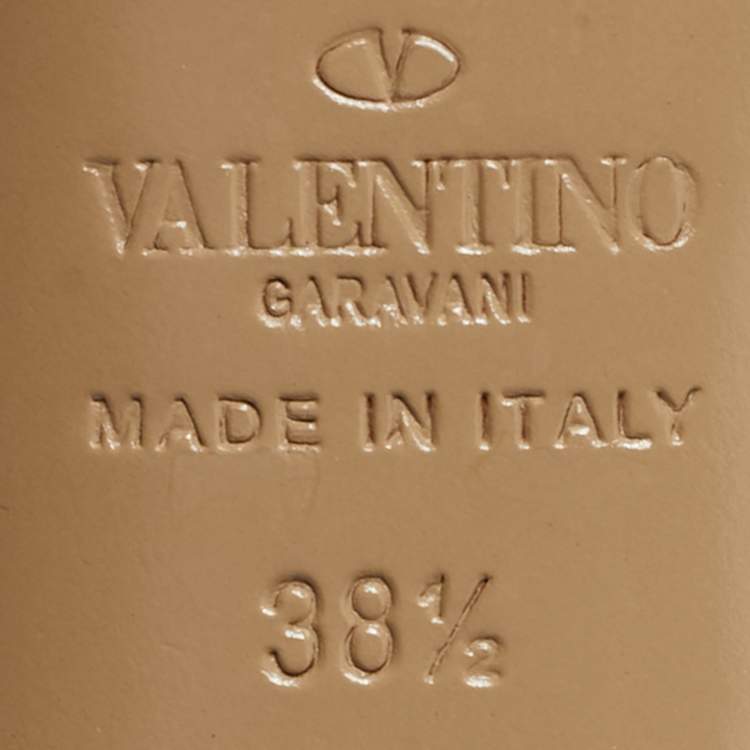 V
VALENTINO
GARAVANI
MADE IN ITALY
38½